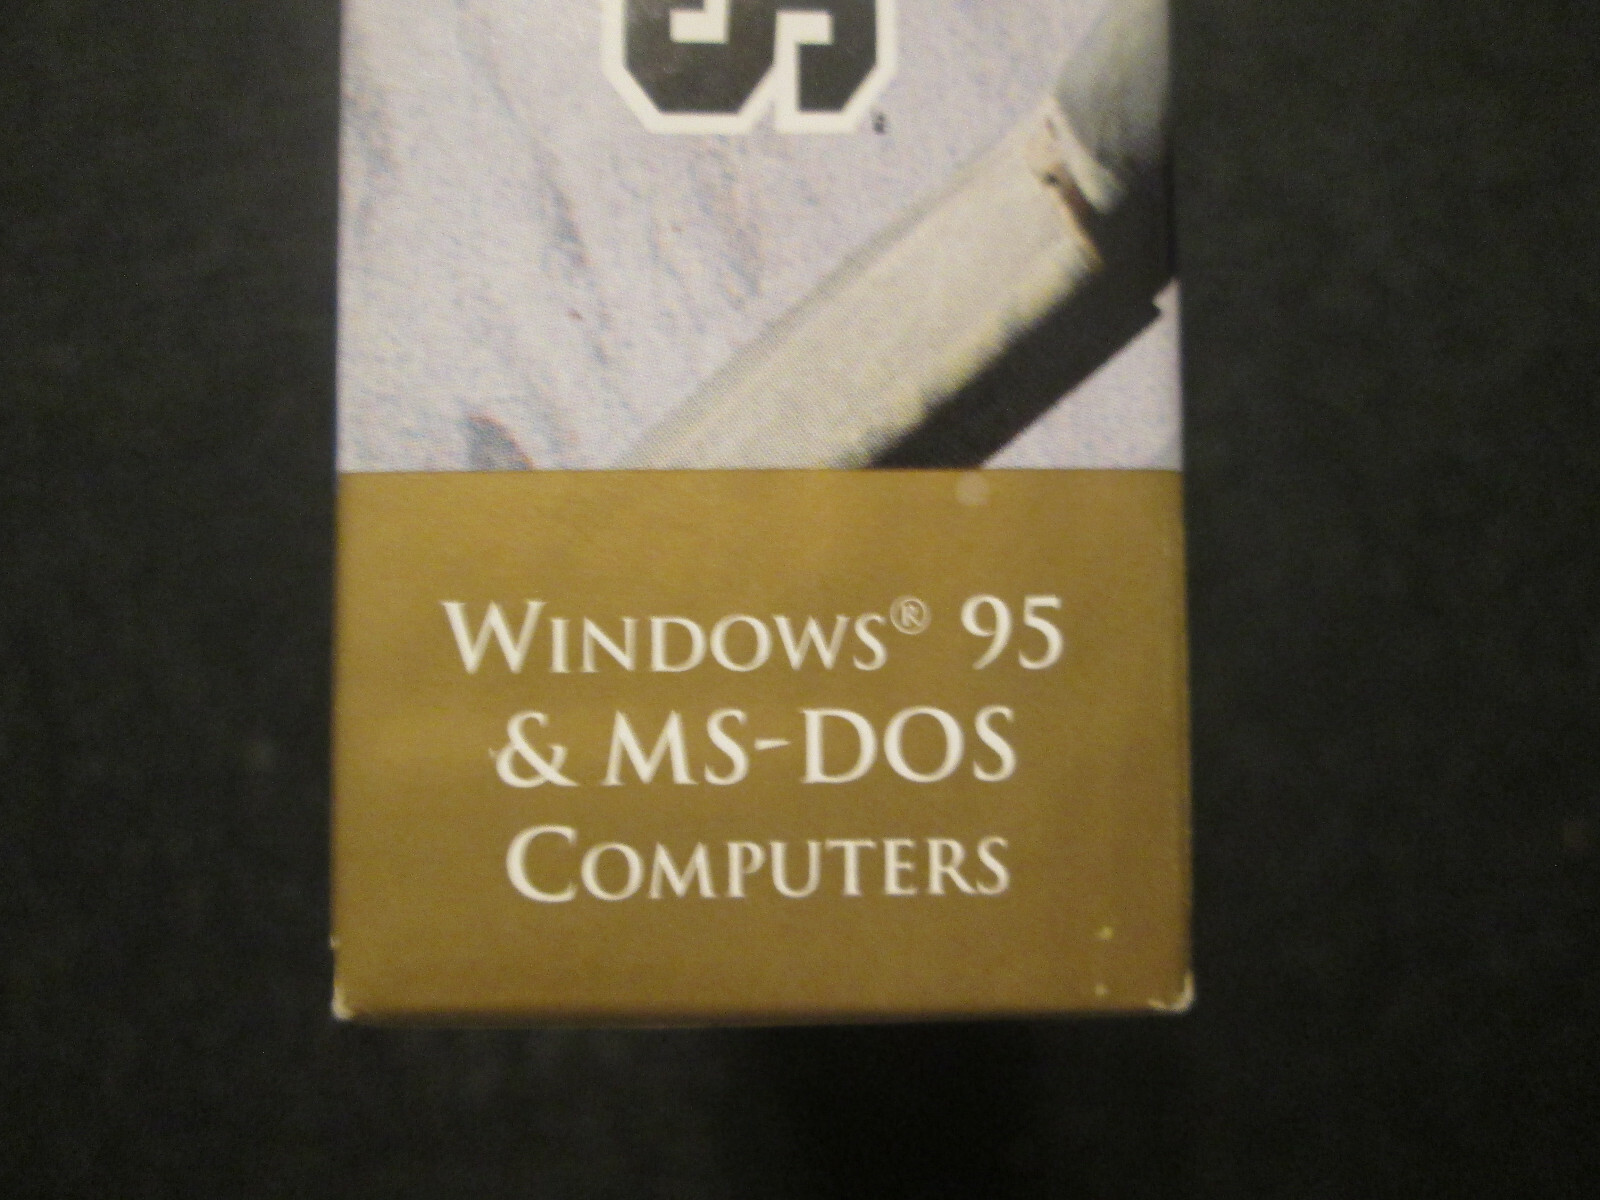 Windows® 95
& MS-DOS
Computers